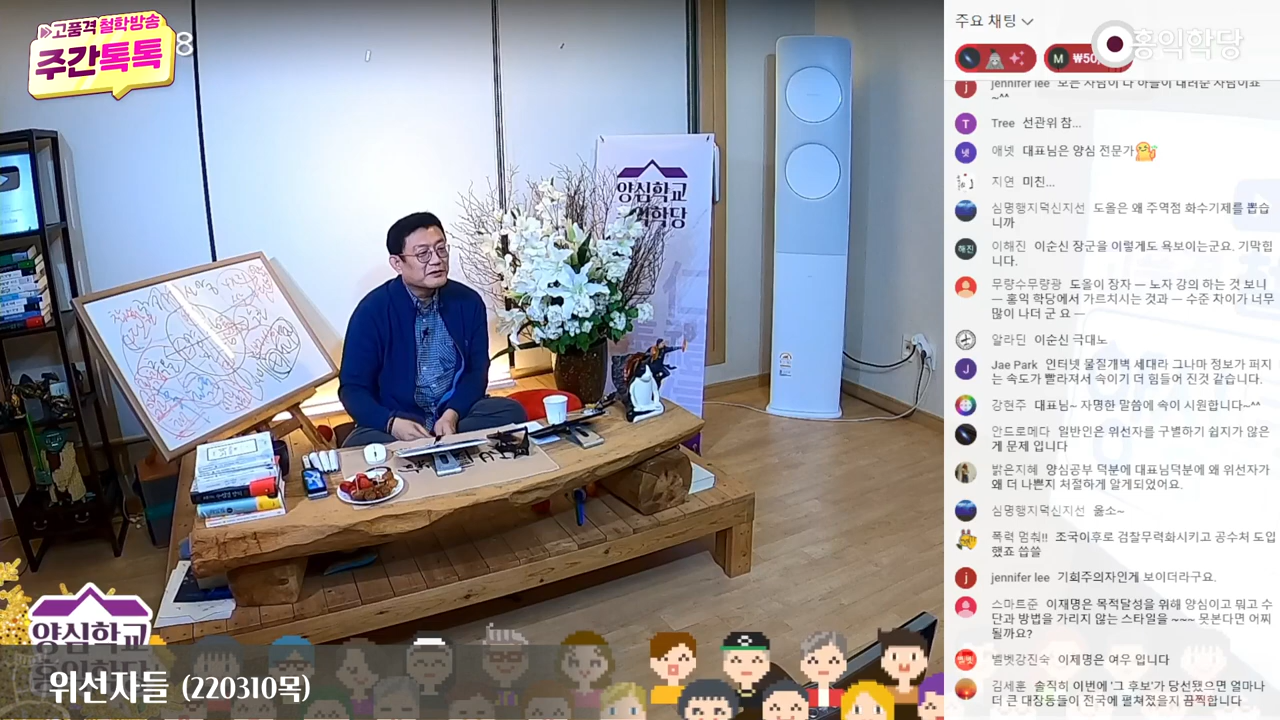 고품격 철학방송
주간톡톡
8
양심학교
학당
양심학교
홍익학당
위선자들 (220310목)
주요 채팅
홍익학당
M ₩50,
jennifer lee
~^^
Tree 선관위 참...
애넷 대표님은 양심 전문가
지연 미친...
심명행지덕신지선 도올은 왜 주역점 화수기제를 뽑습
니까
이해진 이순신 장군을 이렇게도 욕보이는군요. 기막힙
니다.
무량수무량광 도올이 장자 ㅡ 노자 강의 하는 것 보니
ㅡ 홍익 학당에서 가르치시는 것과 ㅡ 수준 차이가 너무
많이 나더 군 요 ㅡ
알라딘 이순신 극대노
Jae Park 인터넷 물질개벽 세대라 그나마 정보가 퍼지
는 속도가 빨라져서 속이기 더 힘들어 진것 같습니다.
강현주 대표님~ 자명한 말씀에 속이 시원합니다~^^
안드로메다 일반인은 위선자를 구별하기 쉽지가 않은
게 문제 입니다
밝은지혜 양심공부 덕분에 대표님덕분에 왜 위선자가
왜 더 나쁜지 처절하게 알게되었어요.
심명행지덕신지선 옳소~
폭력 멈춰!! 조국이후로 검찰무력화시키고 공수처 도입
했죠 씁쓸
jennifer lee 기회주의자인게 보이더라구요.
스마트준 이재명은 목적달성을 위해 양심이고 뭐고 수
단과 방법을 가리지 않는 스타일을 ~~~ 못본다면 어찌
될까요?
벨벳강진숙 이제명은 여우 입니다
김세훈 솔직히 이번에 '그 후보'가 당선됐으면 얼마나
더 큰 대장동들이 전국에 펼쳐졌을지 끔찍합니다